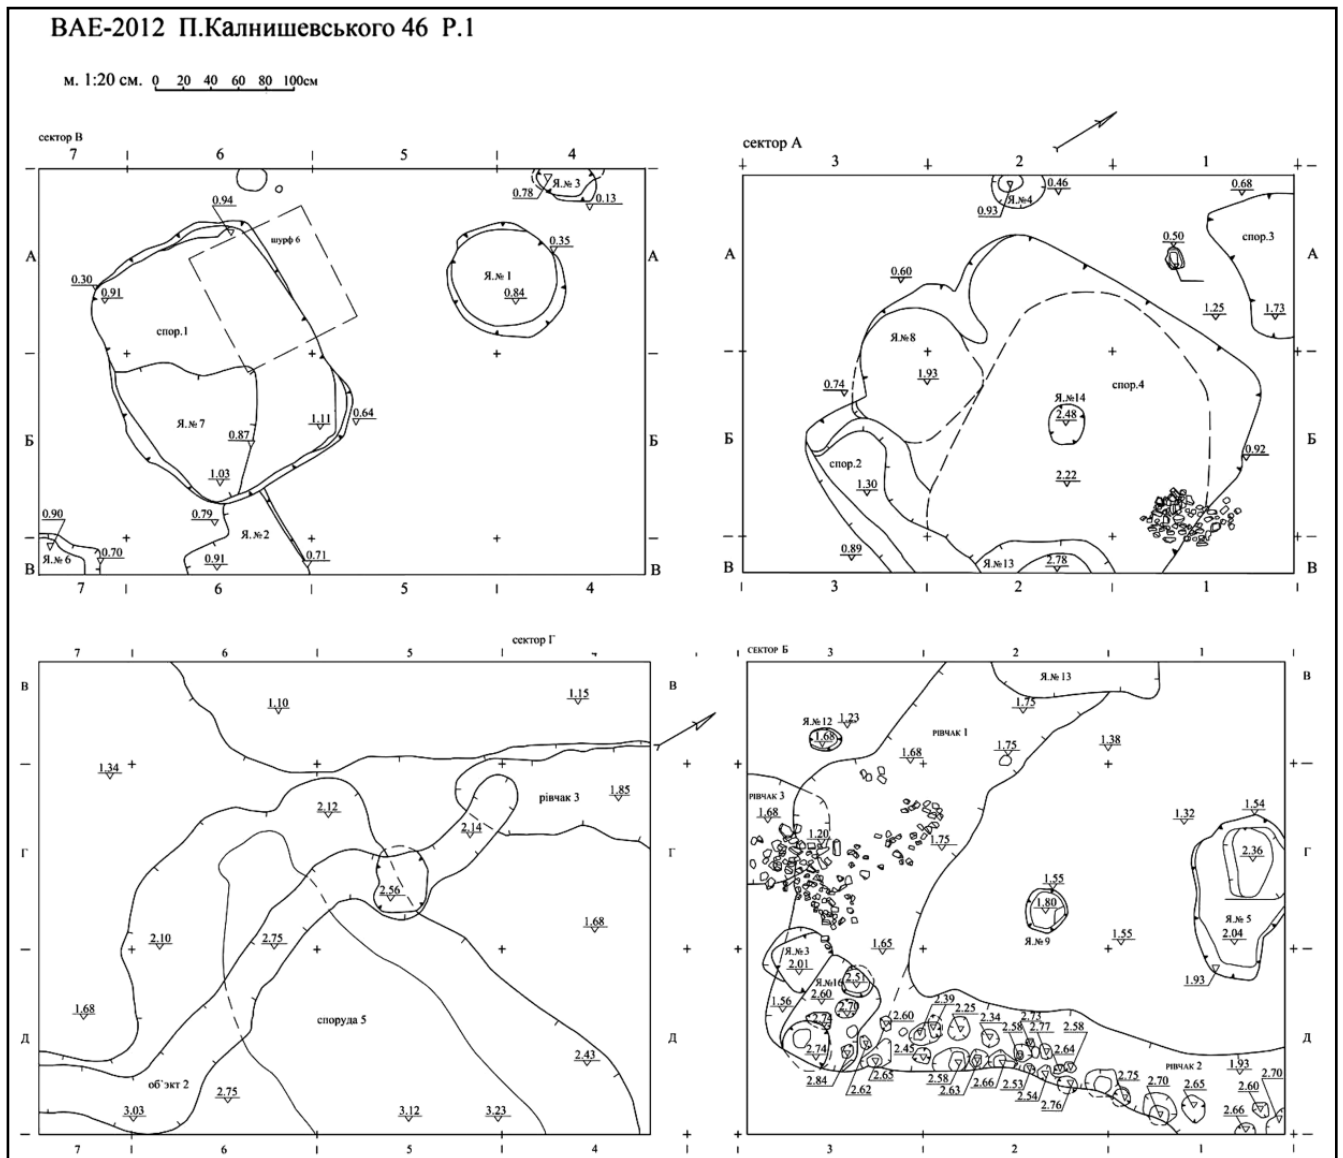 ВАЕ-2012 П.Калнишевського 46 Р.1
м. 1:20 см. 0 20 40 60 80 100см
сектор В
7 6 5 4
0.94
0.78
Я.№ 3
0.13
шурф 6
А
0.30
0.91
Я.№ 1
0.35
0.84
А
спор.1
Я.№7
0.87
1.11
0.64
Б
Б
1.03
0.90
0.79
Я.№2
Я.№ 6
0.70
0.91
0.71
В
В
7 6 5 4
сектор А
3 2 1
0.93
Я.№4
0.46
0.68
спор.3
0.50
А
0.60
А
1.25
1.73
Я.№8
1.93
спор.4
0.74
Я.№14
2.48
Б
спор.2
1.30
2.22
0.92
Б
0.89
Я.№13
2.78
В
В
3 2 1
сектор Г
7 6 5
В
1.10
1.15
В
1.34
2.12
рівчак 3
1.85
2.14
Г
Г
2.56
2.10
2.75
1.68
1.68
споруда 5
Д
2.43
Д
об`экт 2
2.75
3.03
3.12
3.23
7 6 5 4
СЕКТОР Б
3 2 1
Я.№ 13
В
1.75
Я.№12
1.23
1.68
РІВЧАК 1
1.68
1.75
1.38
РІВЧАК 3
1.68
1.20
1.75
1.32
1.54
2.36
Г
1.55
1.80
Я.№9
Я.№ 5
2.04
1.65
1.55
1.93
Я.№3
2.01
Я.№16
2.51
1.56
2.60
2.70
2.74
2.60
2.39
2.25
2.34
2.73
2.58
2.77
2.58
2.64
Д
2.74
2.45
2.84
2.65
2.62
2.58
2.63
2.66
2.53
2.54
2.76
2.75
РІВЧАК 2
1.93
2.70
2.65
2.60
2.70
2.66
3 2 1